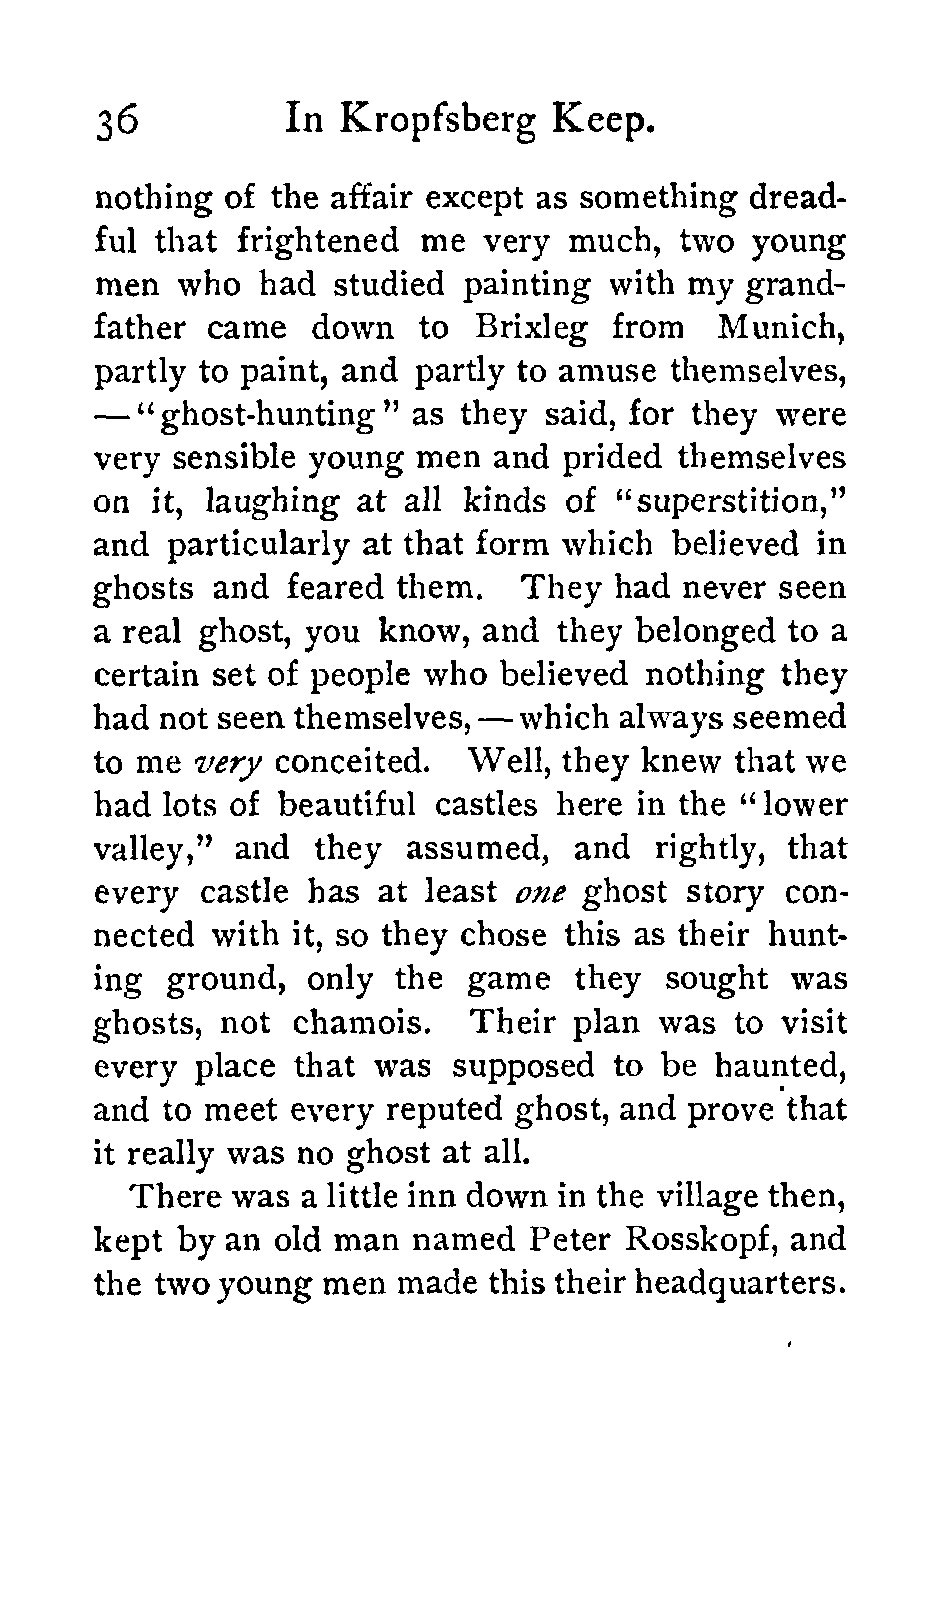 36 In Kropfsberg Keep.
nothing of the affair except as something dread-
ful that frightened me very much, two young
men who had studied painting with my grand-
father came down to Brixleg from Munich,
partly to paint, and partly to amuse themselves,
— "ghost-hunting" as they said, for they were
very sensible young men and prided themselves
on it, laughing at all kinds of "superstition,"
and particularly at that form which believed in
ghosts and feared them. They had never seen
a real ghost, you know, and they belonged to a
certain set of people who believed nothing they
had not seen themselves, — which always seemed
to me very conceited. Well, they knew that we
had lots of beautiful castles here in the "lower
valley," and they assumed, and rightly, that
every castle has at least one ghost story con-
nected with it, so they chose this as their hunt-
ing ground, only the game they sought was
ghosts, not chamois. Their plan was to visit
every place that was supposed to be haunted,
and to meet every reputed ghost, and prove that
it really was no ghost at all.
There was a little inn down in the village then,
kept by an old man named Peter Rosskopf, and
the two young men made this their headquarters.